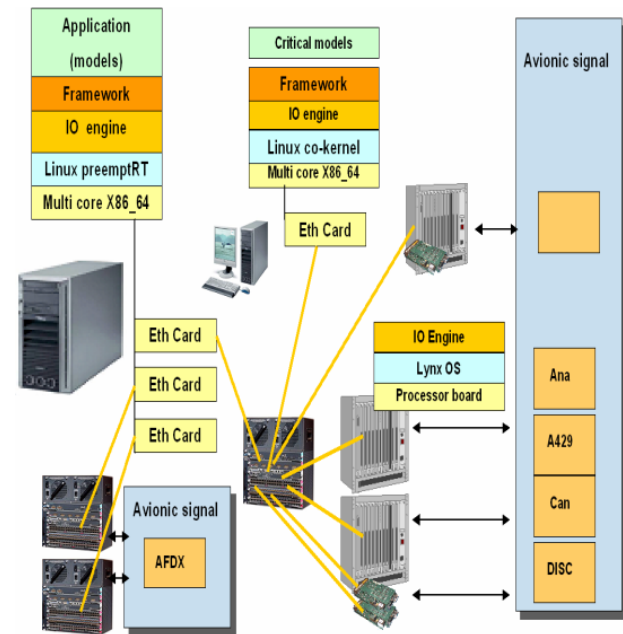 Application
(models)
Framework
IO engine
Linux preemptRT
Multi core X86_64
Critical models
Framework
IO engine
Linux co-kernel
Multi core X86_64
Eth Card
Avionic signal
Eth Card
Eth Card
Eth Card
IO Engine
Lynx OS
Processor board
Ana
A429
Can
DISC
Avionic signal
AFDX